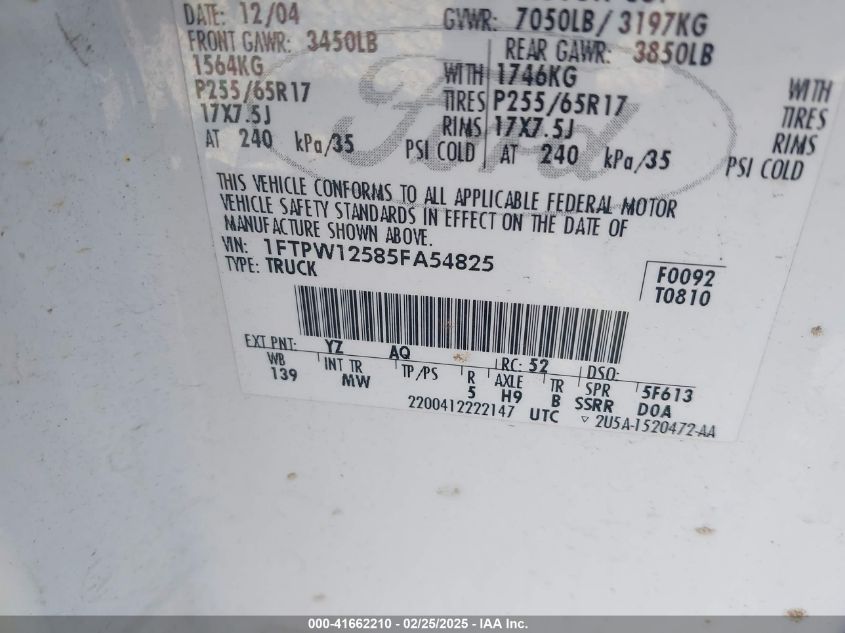 DATE: 12/04 GVWR: 7050LB/ 3197KG
FRONT GAWR: 3450LB REAR GAWR: 3850LB
1564KG WITH 1746KG WITH
P255/65R17 TIRES P255/65R17 TIRES
17X7.5J RIMS 17X7.5J RIMS
AT 240 kPa/35 PSI COLD AT 240 kPa/35 PSI COLD
Ford
THIS VEHICLE CONFORMS TO ALL APPLICABLE FEDERAL MOTOR
VEHICLE SAFETY STANDARDS IN EFFECT ON THE DATE OF
MANUFACTURE SHOWN ABOVE.
VIN: 1FTPW12585FA54825
TYPE: TRUCK
F0092
T0810
EXT PNT: YZ AQ RC: 52 DSO:
WB INT TR TP/PS R AXLE TR SPR 5F613
139 MW 5 H9 B SSRR D0A
2200412222147 UTC ▽ 2U5A-1520472-AA
000-41662210 - 02/25/2025 - IAA Inc.